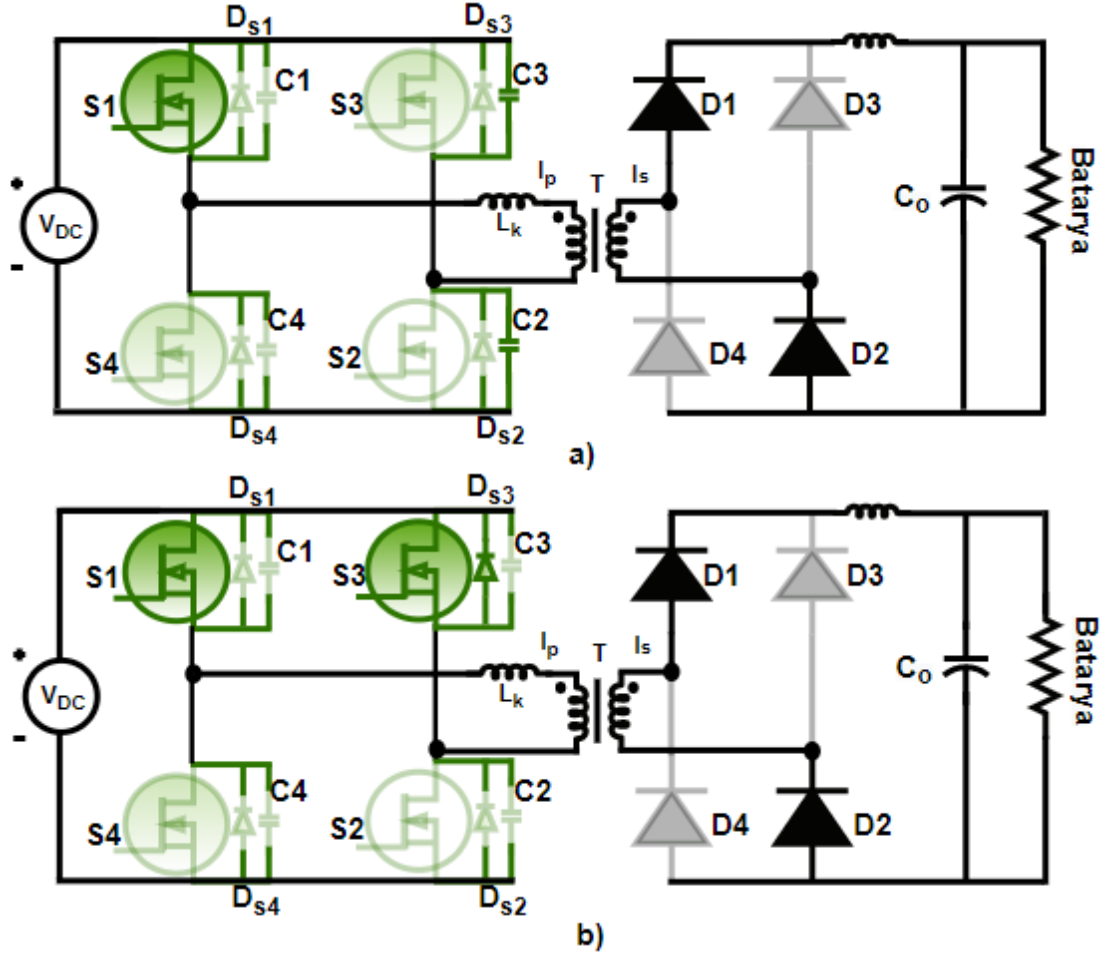 Ds1
Ds3
C1
C3
S1
S3
D1
D3
+
VDC
-
Ip
T
Is
Lk
Co
Batarya
C4
C2
S4
S2
D4
D2
Ds4
Ds2
a)
Ds1
Ds3
C1
C3
S1
S3
D1
D3
+
VDC
-
Ip
T
Is
Lk
Co
Batarya
C4
C2
S4
S2
D4
D2
Ds4
Ds2
b)